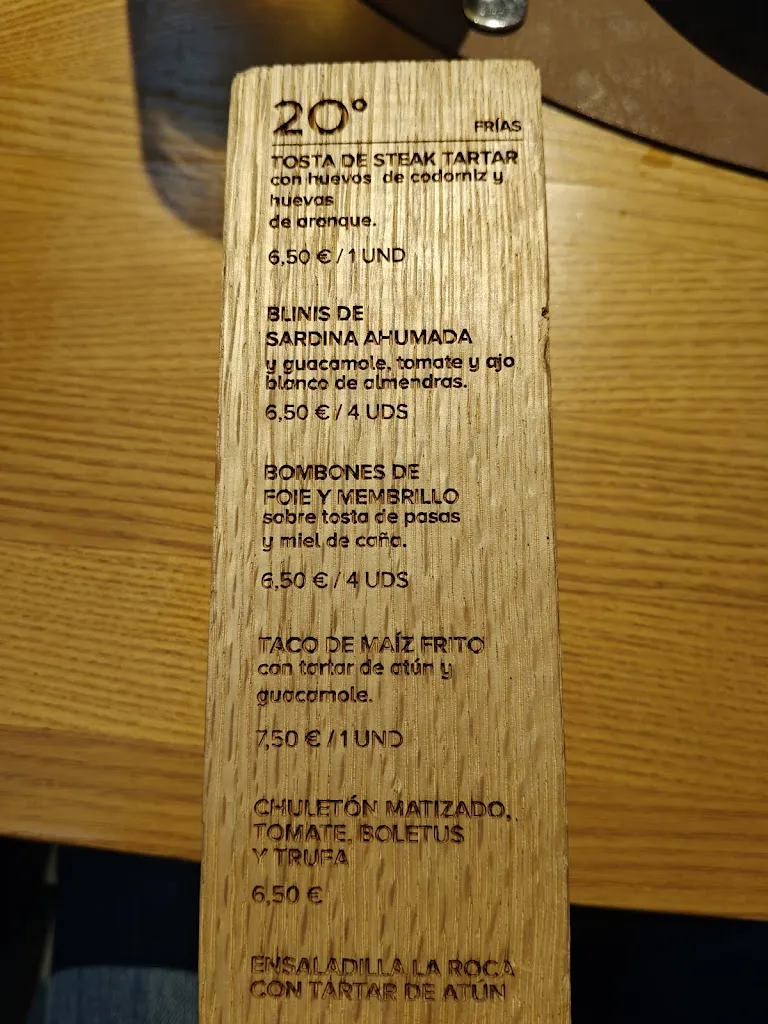 20° FRÍAS
TOSTA DE STEAK TARTAR
con huevos de codorniz y
huevas
de arenque.
6,50 € / 1 UND
BLINIS DE
SARDINA AHUMADA
y guacamole, tomate y ajo
blanco de almendras.
6,50 € / 4 UDS
BOMBONES DE
FOIE Y MEMBRILLO
sobre tosta de pasas
y miel de caña.
6,50 € / 4 UDS
TACO DE MAÍZ FRITO
con tartar de atún y
guacamole.
7,50 € / 1 UND
CHULETÓN MATIZADO,
TOMATE, BOLETUS
Y TRUFA
6,50 €
ENSALADILLA LA ROCA
CON TARTAR DE ATÚN